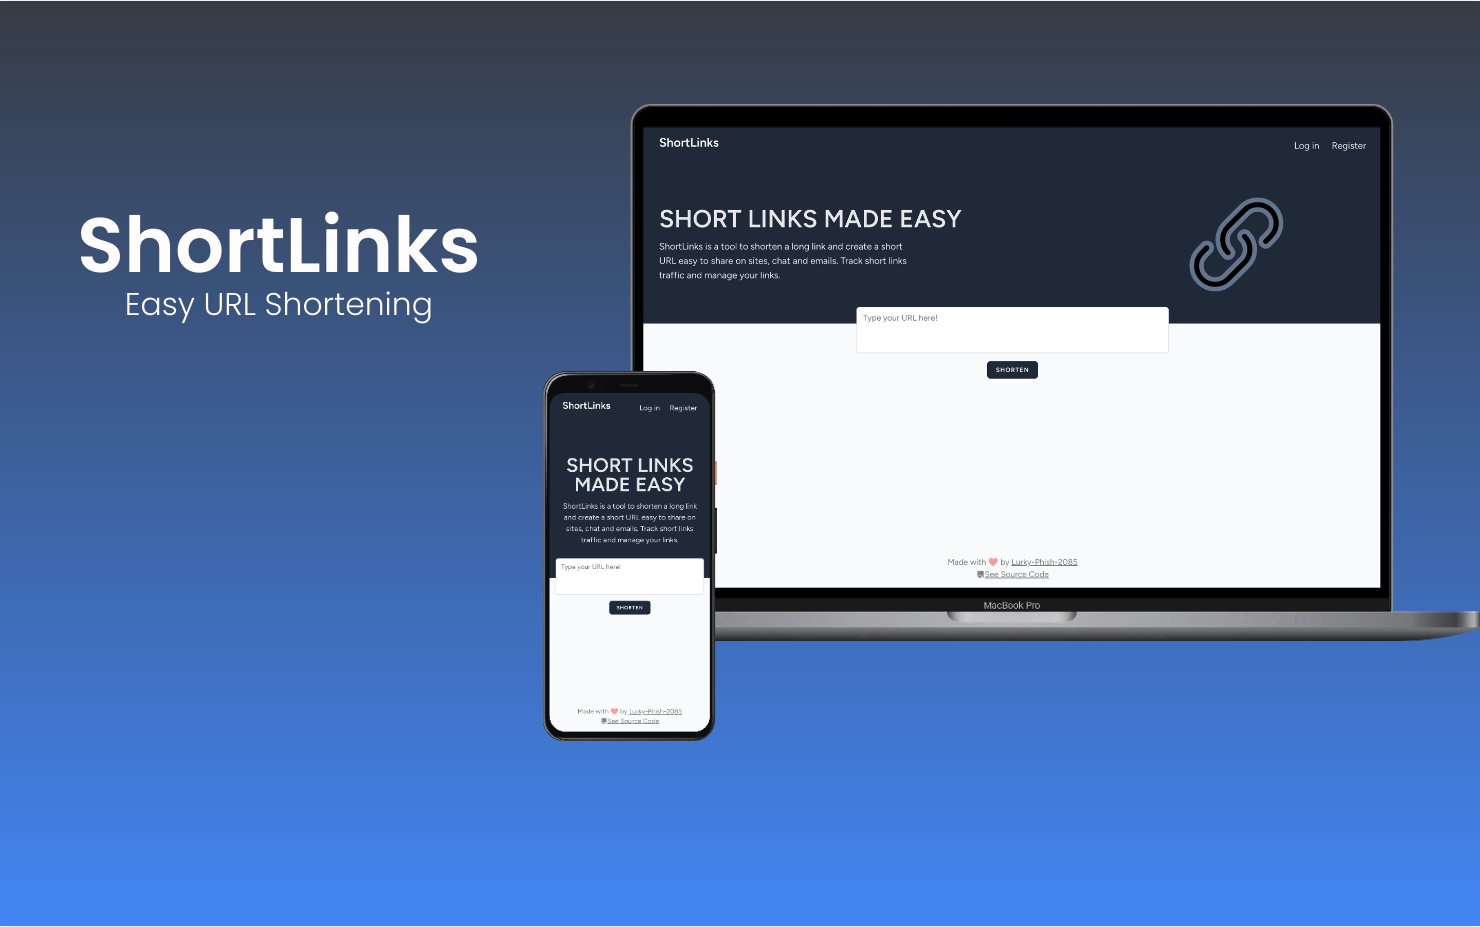 ShortLinks
Easy URL Shortening
ShortLinks
Log in Register
SHORT LINKS MADE EASY
ShortLinks is a tool to shorten a long link and create a short
URL easy to share on sites, chat and emails. Track short links
traffic and manage your links.
Type your URL here!
SHORTEN
Made with ❤️ by Lurky-Phish-2085
See Source Code
MacBook Pro
ShortLinks
Log in Register
SHORT LINKS
MADE EASY
ShortLinks is a tool to shorten a long link
and create a short URL easy to share on
sites, chat and emails. Track short links
traffic and manage your links.
Type your URL here!
SHORTEN
Made with ❤️ by Lurky-Phish-2085
See Source Code